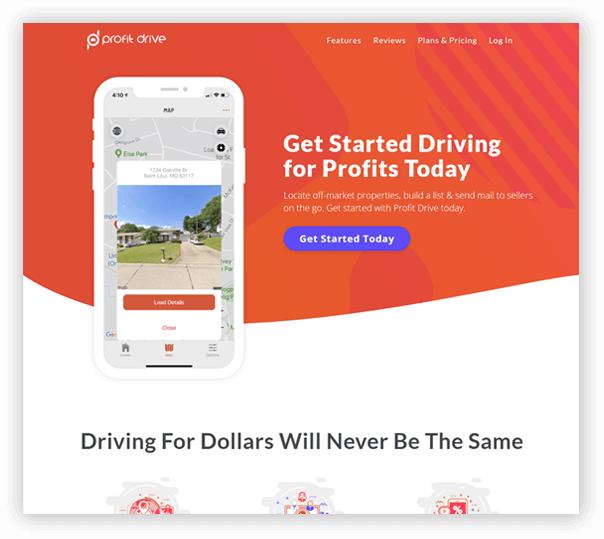 profit drive
Features Reviews Plans & Pricing Log In
4:10
MAP
Else Park
1234 Oakville Dr
Saint Loui, MO 63117
Lead Details
Close
Map
Options
Get Started Driving
for Profits Today
Locate off-market properties, build a list & send mail to sellers
on the go. Get started with Profit Drive today.
Get Started Today
Driving For Dollars Will Never Be The Same